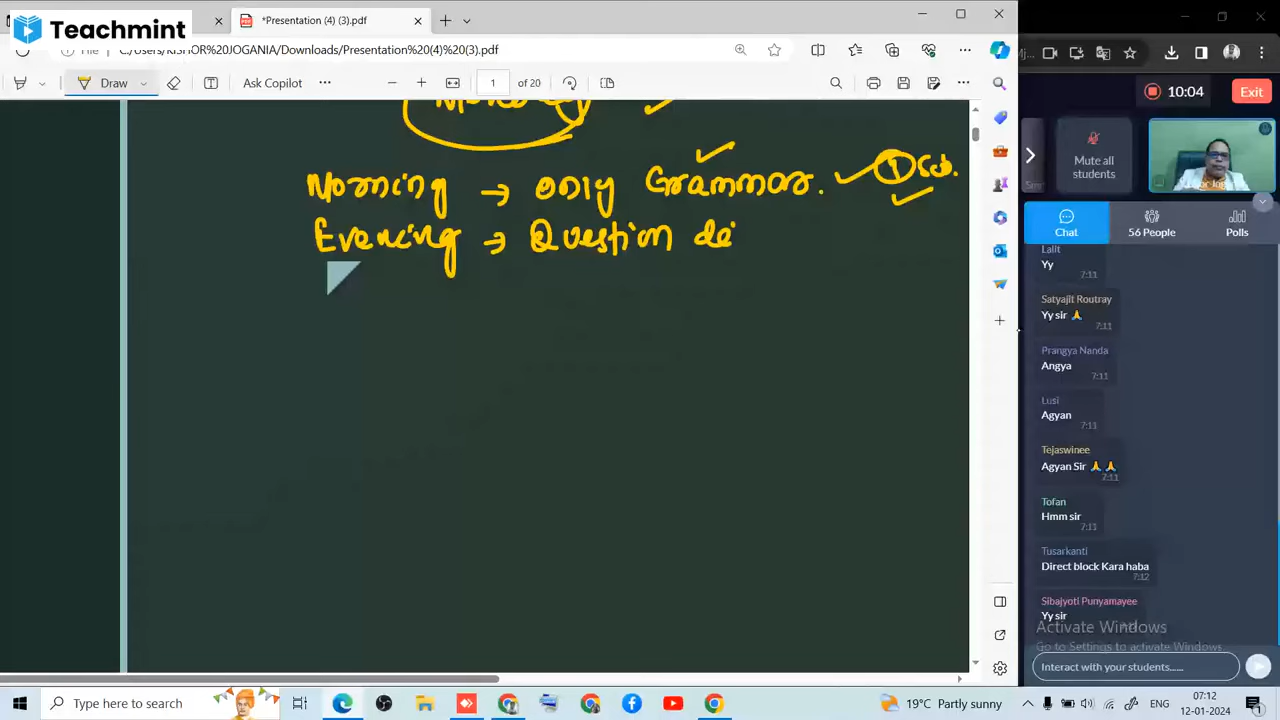 Teachmint
*Presentation (4) (3).pdf
File
C:/Users/KISHOR%20JOGANIA/Downloads/Presentation%20(4)%20(3).pdf
Draw
Ask Copilot
1 of 20
Morning → only Grammar. 1 Sub.
Evening → Question
10:04
Exit
Mute all
students
Chat
56 People
Polls
Lalit
Yy
7:11
Satyajit Routray
Yy sir 🙏
7:11
Prangya Nanda
Angya
7:11
Lusi
Agyan
7:11
Tejaswinee
Agyan Sir 🙏🙏
7:11
Tofan
Hmm sir
7:11
Tusarkanti
Direct block Kara haba
7:12
Sibajyoti Punyamayee
Yy sir
Activate Windows
Go to Settings to activate Windows.
Interact with your students......
Type here to search
19°C Partly sunny
07:12
12-01-2024